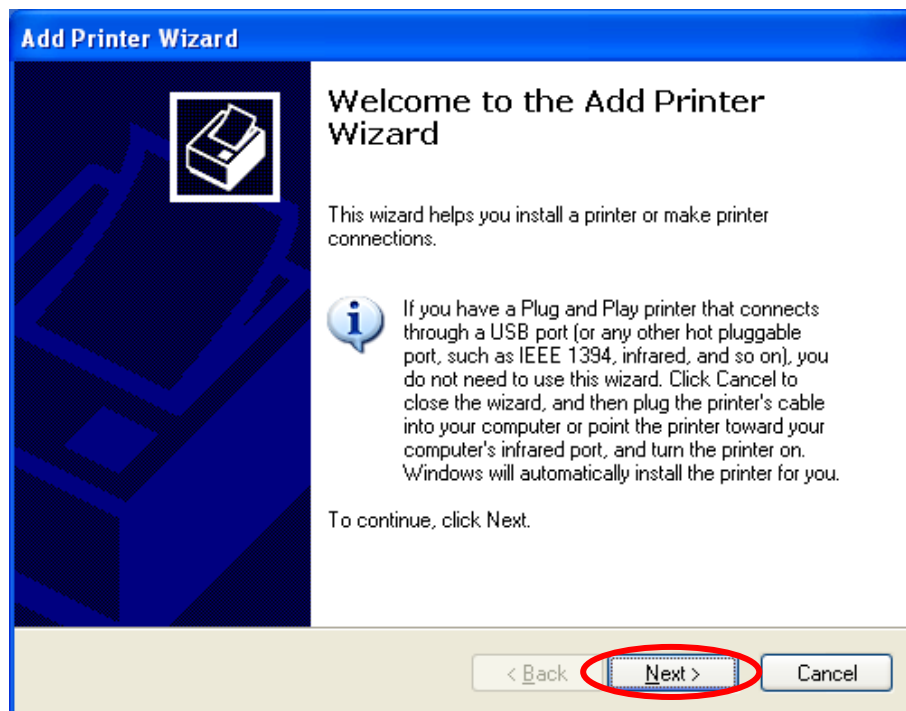 Add Printer Wizard
Welcome to the Add Printer
Wizard
This wizard helps you install a printer or make printer
connections.
If you have a Plug and Play printer that connects
through a USB port (or any other hot pluggable
port, such as IEEE 1394, infrared, and so on), you
do not need to use this wizard. Click Cancel to
close the wizard, and then plug the printer's cable
into your computer or point the printer toward your
computer's infrared port, and turn the printer on.
Windows will automatically install the printer for you.
To continue, click Next.
< Back Next > Cancel